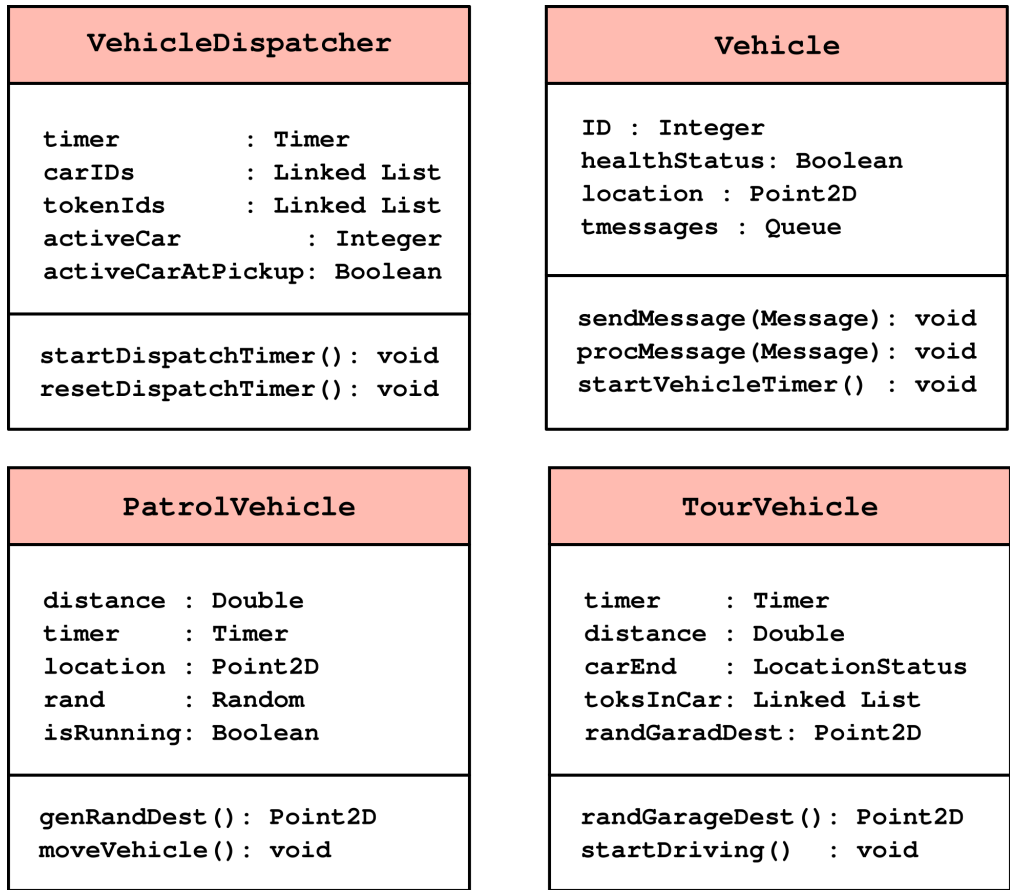 VehicleDispatcher
timer : Timer
carIDs : Linked List
tokenIds : Linked List
activeCar : Integer
activeCarAtPickup: Boolean
startDispatchTimer(): void
resetDispatchTimer(): void
Vehicle
ID : Integer
healthStatus: Boolean
location : Point2D
tmessages : Queue
sendMessage(Message): void
procMessage(Message): void
startVehicleTimer() : void
PatrolVehicle
distance : Double
timer : Timer
location : Point2D
rand : Random
isRunning: Boolean
genRandDest(): Point2D
moveVehicle(): void
TourVehicle
timer : Timer
distance : Double
carEnd : LocationStatus
toksInCar: Linked List
randGaradDest: Point2D
randGarageDest(): Point2D
startDriving() : void